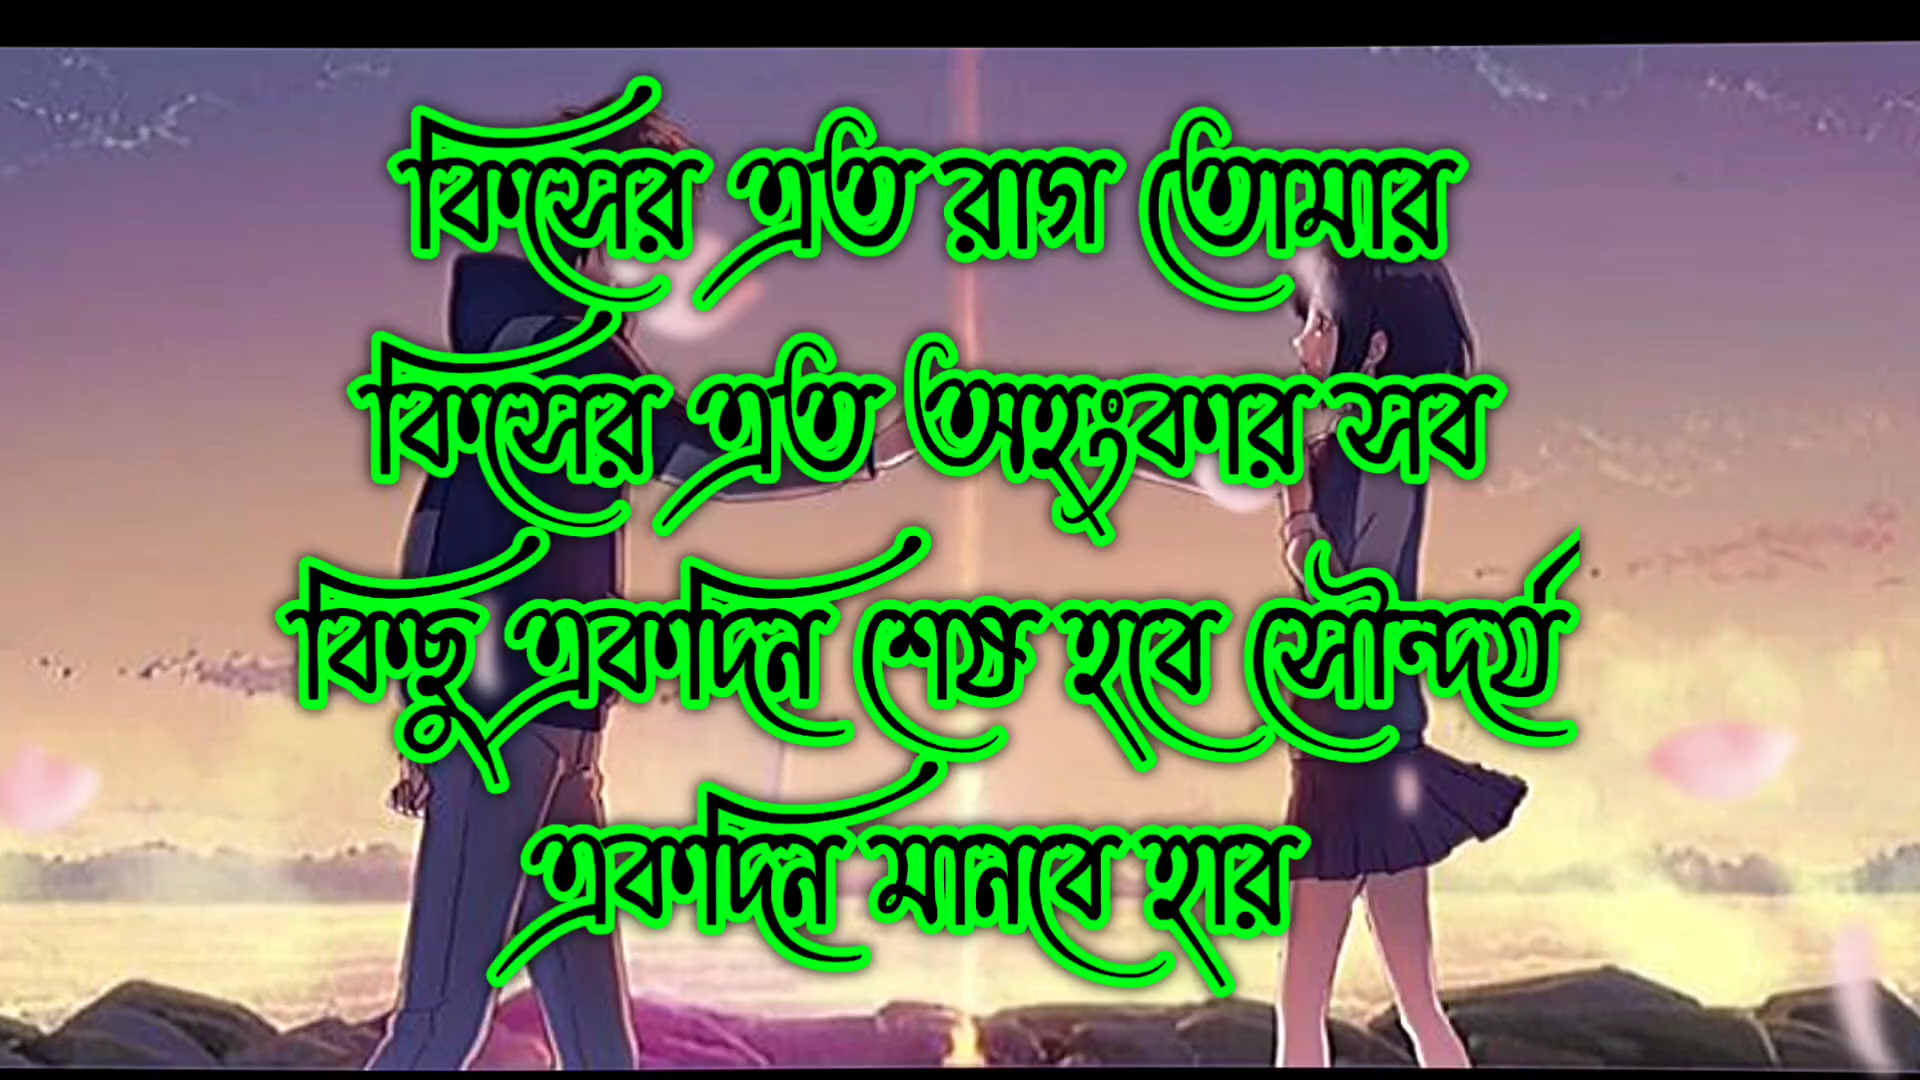 কিসের এত রাগ তোমার
কিসের এত অহংকার সব
কিছু একদিন শেষ হবে সৌন্দর্য
একদিন মানবে হার